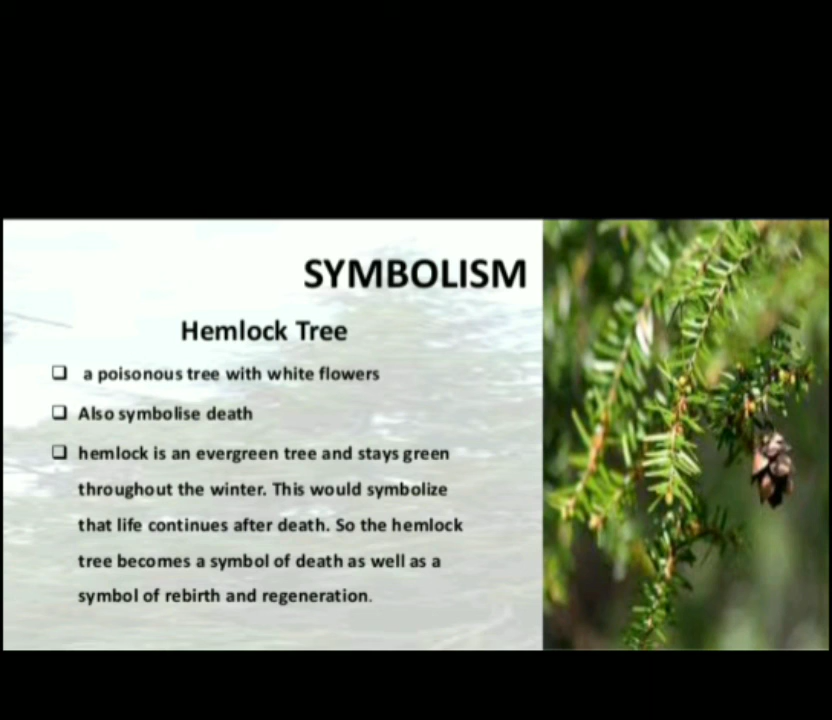 SYMBOLISM
Hemlock Tree
a poisonous tree with white flowers
Also symbolise death
hemlock is an evergreen tree and stays green
throughout the winter. This would symbolize
that life continues after death. So the hemlock
tree becomes a symbol of death as well as a
symbol of rebirth and regeneration.